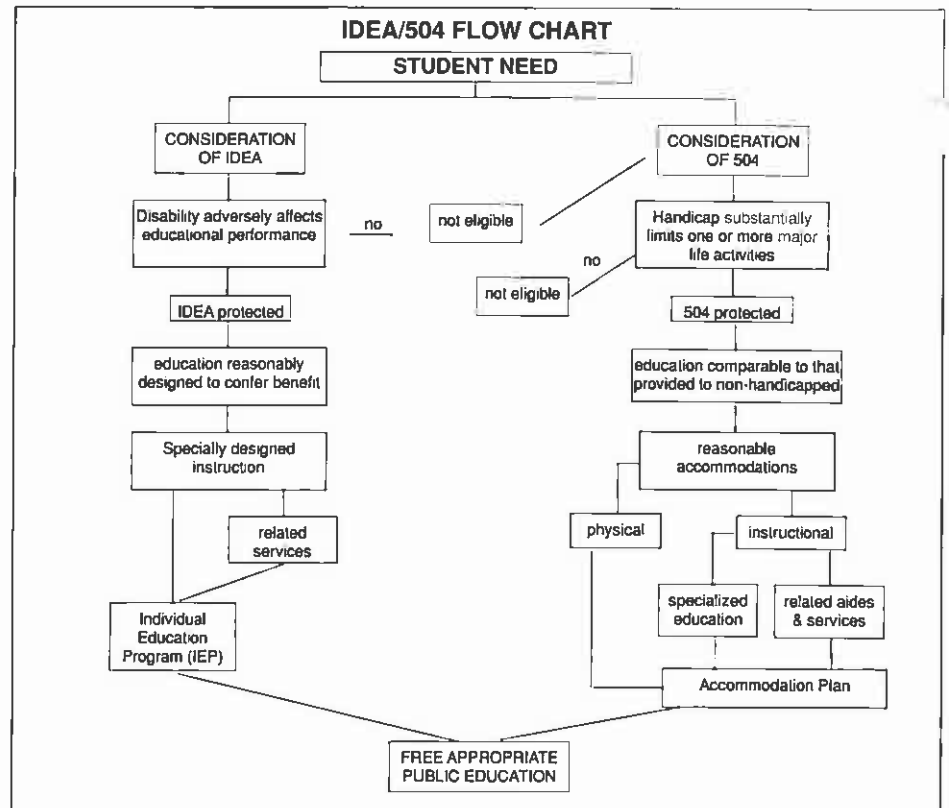 IDEA/504 FLOW CHART
STUDENT NEED
CONSIDERATION
OF IDEA
CONSIDERATION
OF 504
Disability adversely affects
educational performance
no
not eligible
Handicap substantially
limits one or more major
life activities
no
not eligible
IDEA protected
504 protected
education reasonably
designed to confer benefit
education comparable to that
provided to non-handicapped
Specially designed
instruction
reasonable
accommodations
related
services
physical
instructional
specialized
education
related aides
& services
Individual
Education
Program (IEP)
Accommodation Plan
FREE APPROPRIATE
PUBLIC EDUCATION